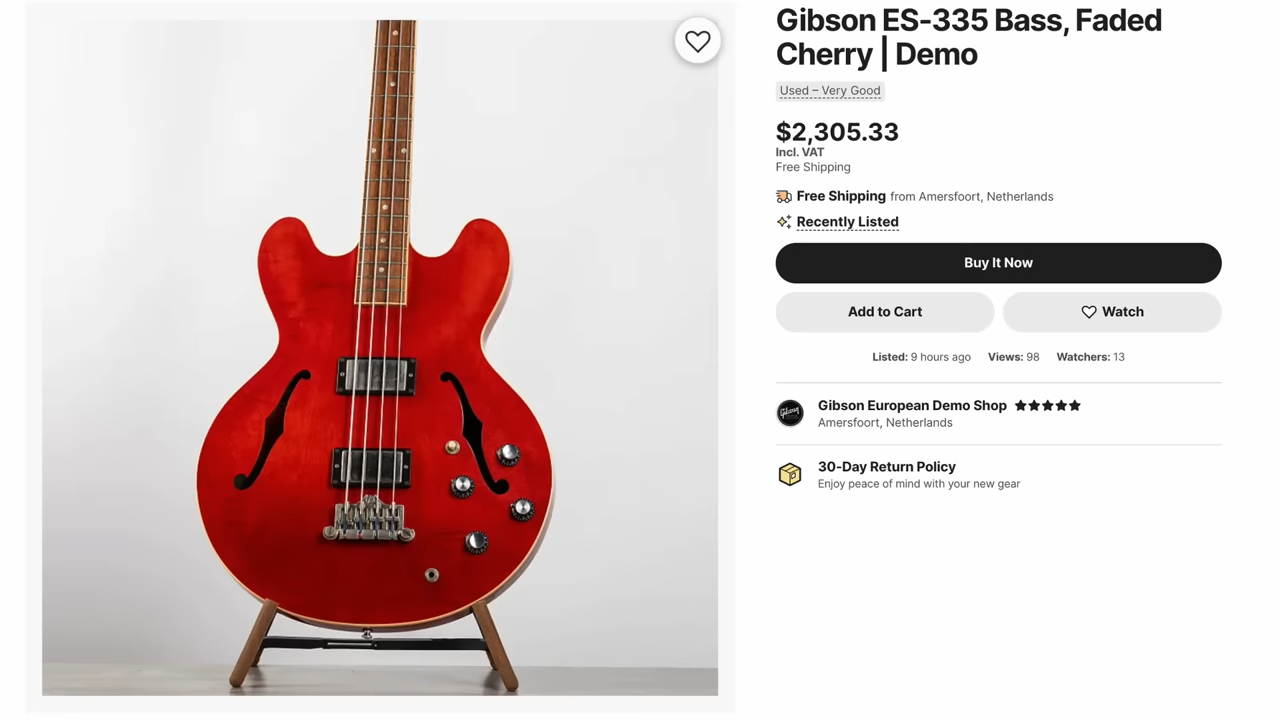 Gibson ES-335 Bass, Faded
Cherry | Demo
Used – Very Good
$2,305.33
Incl. VAT
Free Shipping
Free Shipping from Amersfoort, Netherlands
Recently Listed
Buy It Now
Add to Cart
Watch
Listed: 9 hours ago Views: 98 Watchers: 13
Gibson
Gibson European Demo Shop
Amersfoort, Netherlands
30-Day Return Policy
Enjoy peace of mind with your new gear